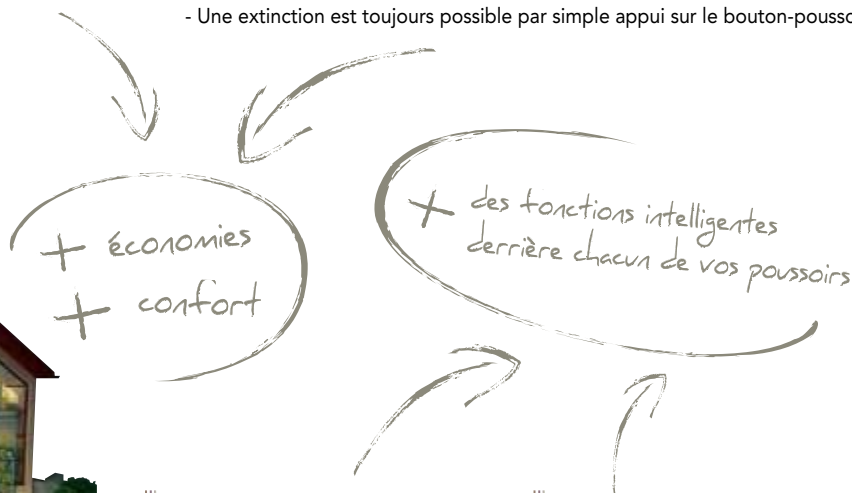 - Une extinction est toujours possible par simple appui sur le bouton-pousso
+ économies
+ confort
+ des fonctions intelligentes
derrière chacun de vos poussoirs